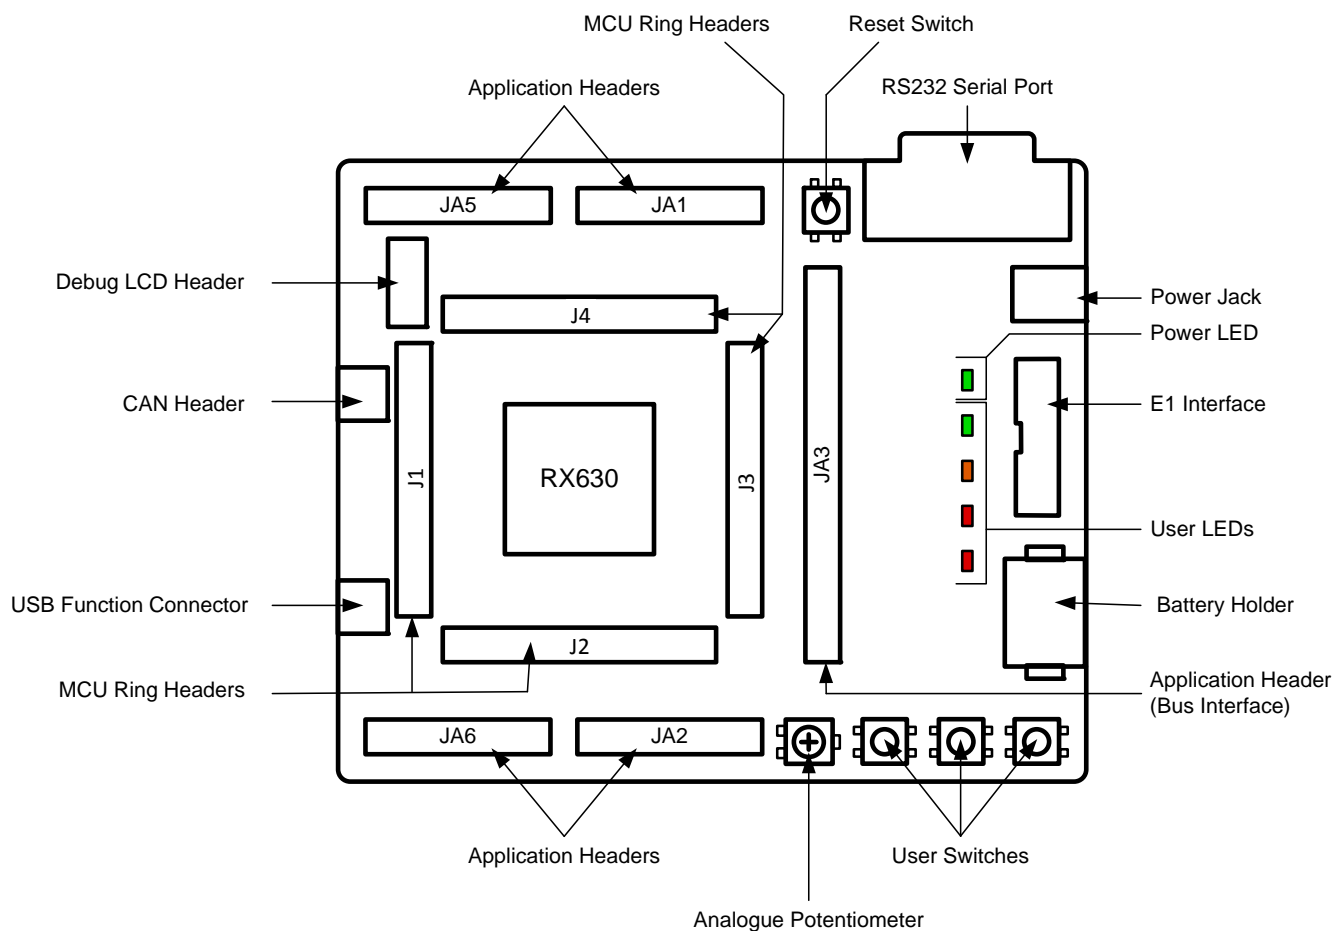 MCU Ring Headers
Reset Switch
Application Headers
RS232 Serial Port
JA5
JA1
Debug LCD Header
J4
Power Jack
Power LED
CAN Header
E1 Interface
J1
RX630
J3
JA3
User LEDs
USB Function Connector
Battery Holder
J2
MCU Ring Headers
Application Header
(Bus Interface)
JA6
JA2
Application Headers
User Switches
Analogue Potentiometer